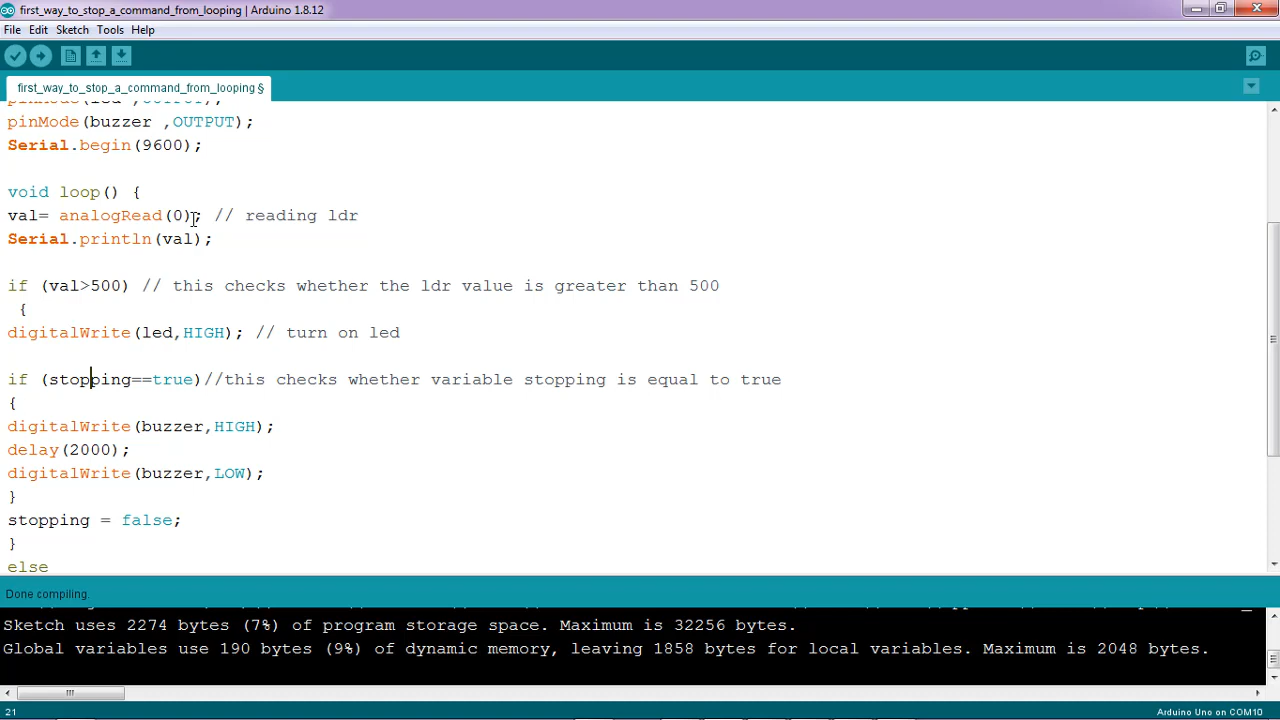 first_way_to_stop_a_command_from_looping | Arduino 1.8.12
File Edit Sketch Tools Help
first_way_to_stop_a_command_from_looping §
pinMode(led ,OUTPUT);
pinMode(buzzer ,OUTPUT);
Serial.begin(9600);
void loop() {
val= analogRead(0); // reading ldr
Serial.println(val);
if (val>500) // this checks whether the ldr value is greater than 500
{
digitalWrite(led,HIGH); // turn on led
if (stopping==true)//this checks whether variable stopping is equal to true
{
digitalWrite(buzzer,HIGH);
delay(2000);
digitalWrite(buzzer,LOW);
}
stopping = false;
}
else
Done compiling.
Sketch uses 2274 bytes (7%) of program storage space. Maximum is 32256 bytes.
Global variables use 190 bytes (9%) of dynamic memory, leaving 1858 bytes for local variables. Maximum is 2048 bytes.
21
Arduino Uno on COM10